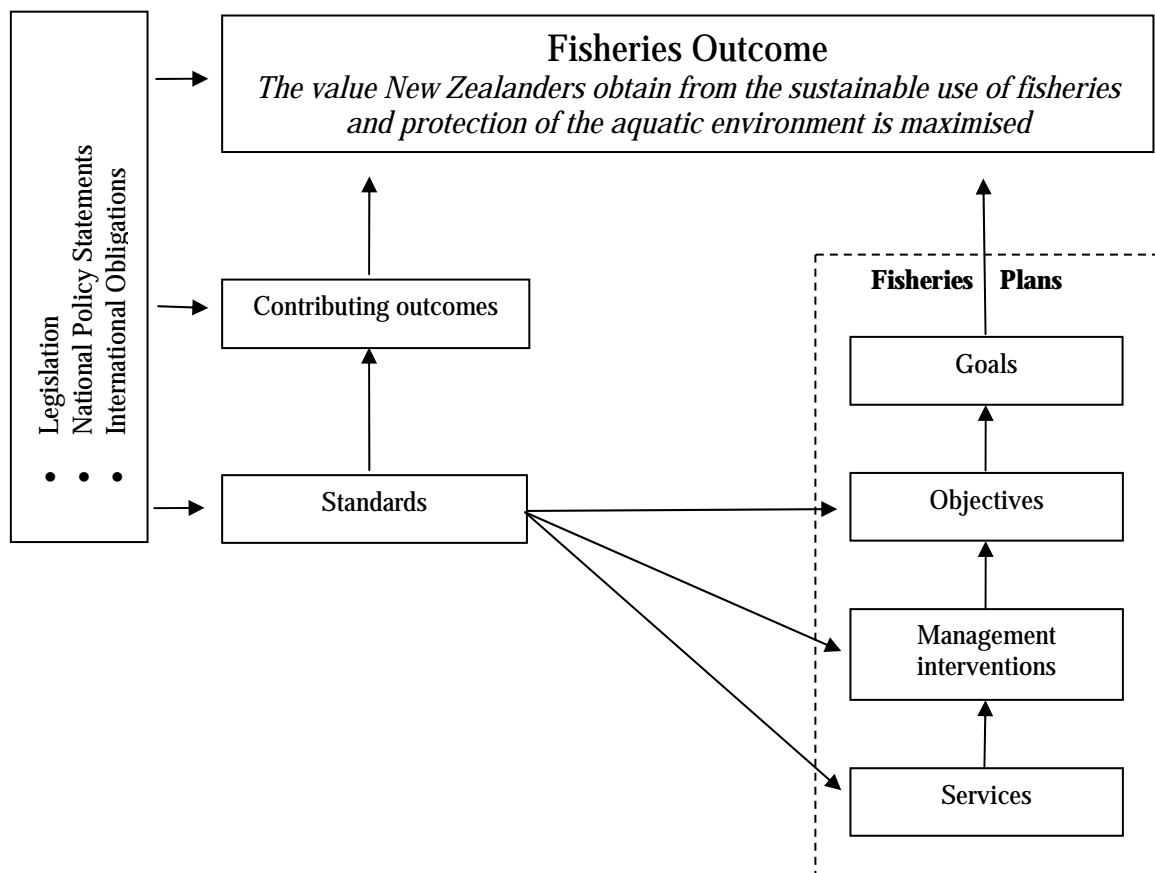 Fisheries Outcome
The value New Zealanders obtain from the sustainable use of fisheries
and protection of the aquatic environment is maximised
• Legislation
• National Policy Statements
• International Obligations
Contributing outcomes
Standards
Fisheries Plans
Goals
Objectives
Management
interventions
Services